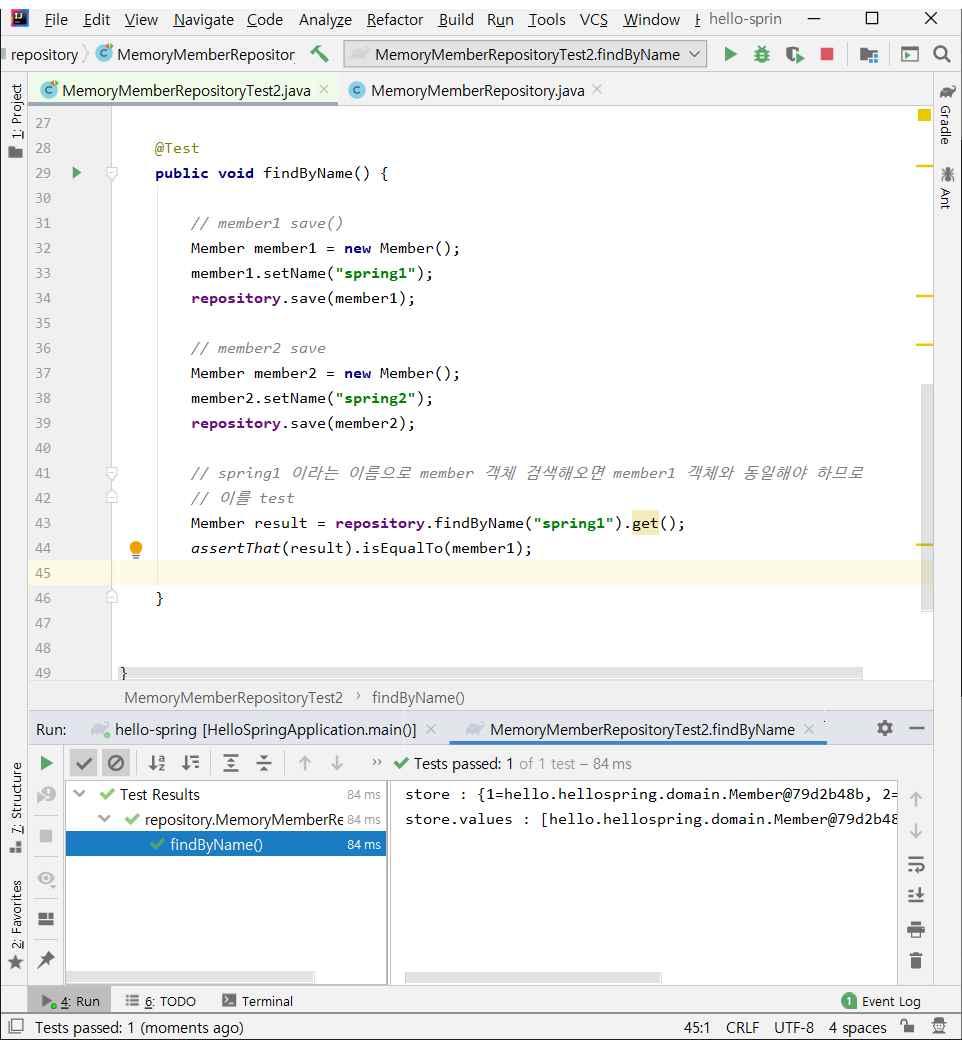 File Edit View Navigate Code Analyze Refactor Build Run Tools VCS Window hello-sprin
repository MemoryMemberRepositor MemoryMemberRepositoryTest2.findByName
MemoryMemberRepositoryTest2.java MemoryMemberRepository.java
1: Project
Gradle
Ant
27
28 @Test
29 public void findByName() {
30
31 // member1 save()
32 Member member1 = new Member();
33 member1.setName("spring1");
34 repository.save(member1);
35
36 // member2 save
37 Member member2 = new Member();
38 member2.setName("spring2");
39 repository.save(member2);
40
41 // spring1 이라는 이름으로 member 객체 검색해오면 member1 객체와 동일해야 하므로
42 // 이를 test
43 Member result = repository.findByName("spring1").get();
44 assertThat(result).isEqualTo(member1);
45
46 }
47
48
49 }
MemoryMemberRepositoryTest2 › findByName()
Run: hello-spring [HelloSpringApplication.main()] MemoryMemberRepositoryTest2.findByName
Tests passed: 1 of 1 test – 84 ms
Test Results 84 ms
repository.MemoryMemberRe 84 ms
findByName() 84 ms
store : {1=hello.hellospring.domain.Member@79d2b48b, 2=
store.values : [hello.hellospring.domain.Member@79d2b48
7: Structure
2: Favorites
4: Run 6: TODO Terminal 1 Event Log
Tests passed: 1 (moments ago) 45:1 CRLF UTF-8 4 spaces